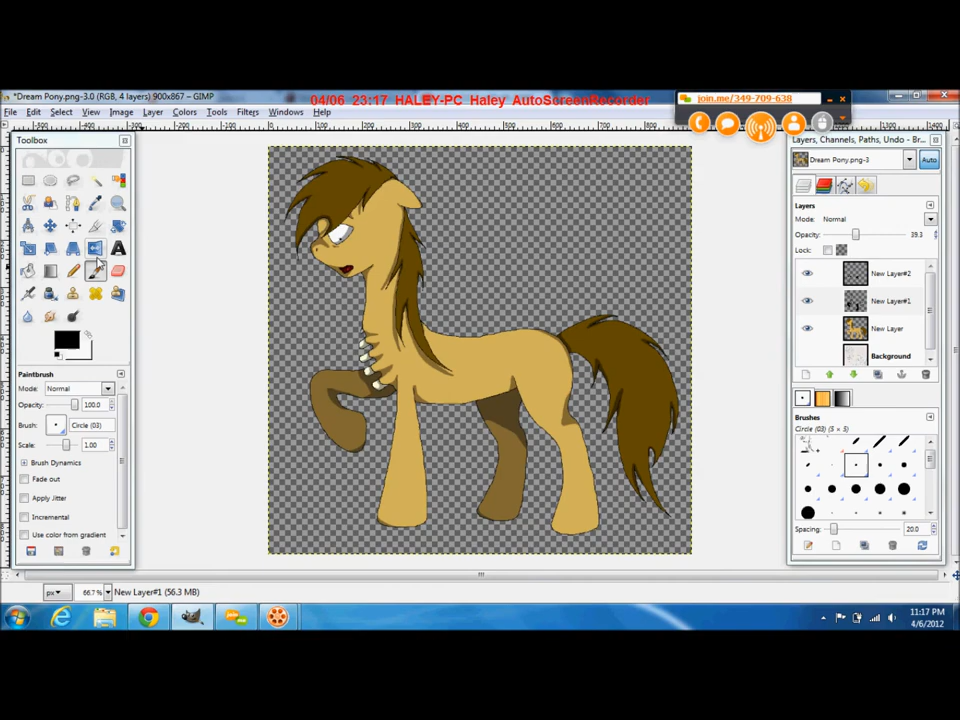 *Dream Pony.png-3.0 (RGB, 4 layers) 900x867 – GIMP
04/06 23:17 HALEY-PC Haley AutoScreenRecorder
join.me/349-709-638
File Edit Select View Image Layer Colors Tools Filters Windows Help
Toolbox
Layers, Channels, Paths, Undo - Br...
Dream Pony.png-3
Auto
Layers
Mode: Normal
Opacity: 39.3
Lock:
New Layer#2
New Layer#1
New Layer
Background
Paintbrush
Mode: Normal
Opacity: 100.0
Brush: Circle (03)
Scale: 1.00
Brush Dynamics
Fade out
Apply Jitter
Incremental
Use color from gradient
Brushes
Circle (03) (5 × 5)
Spacing: 20.0
px 66.7% New Layer#1 (56.3 MB)
11:17 PM
4/6/2012